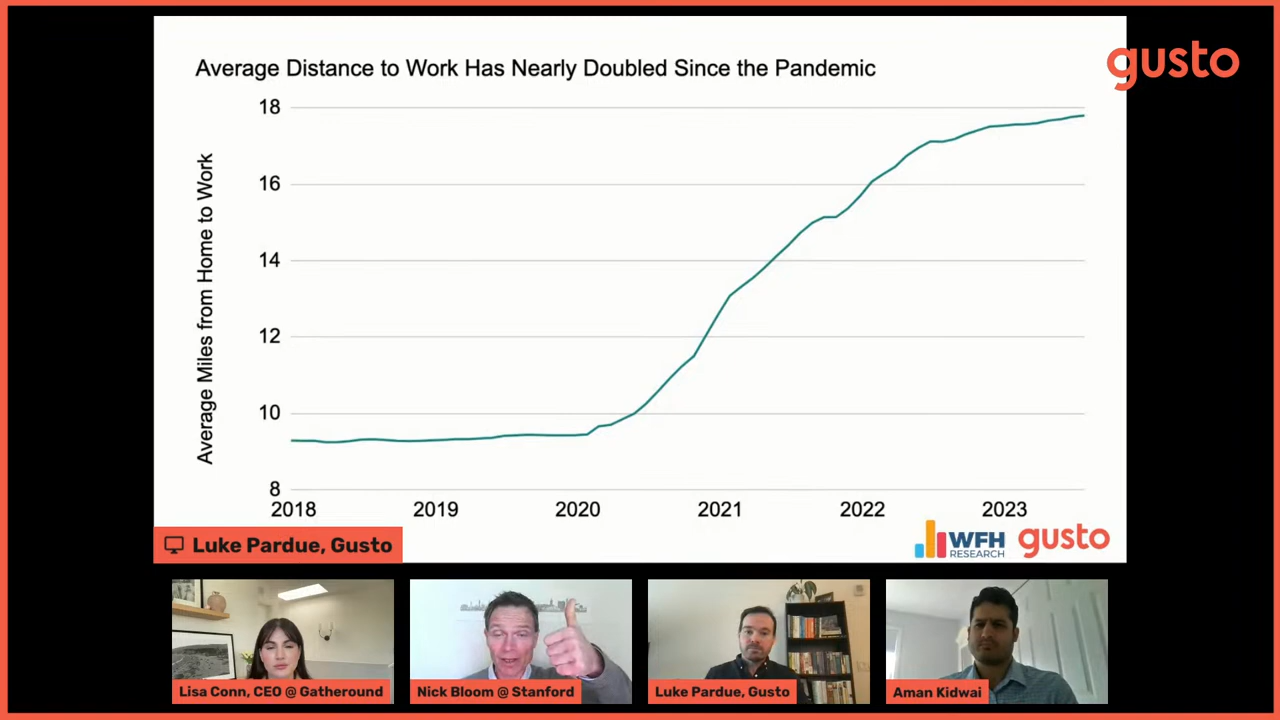 gusto
Average Distance to Work Has Nearly Doubled Since the Pandemic
Average Miles from Home to Work
18
16
14
12
10
8
2018 2019 2020 2021 2022 2023
WFH
RESEARCH
gusto
Luke Pardue, Gusto
Lisa Conn, CEO @ Gatheround
Nick Bloom @ Stanford
Luke Pardue, Gusto
Aman Kidwai